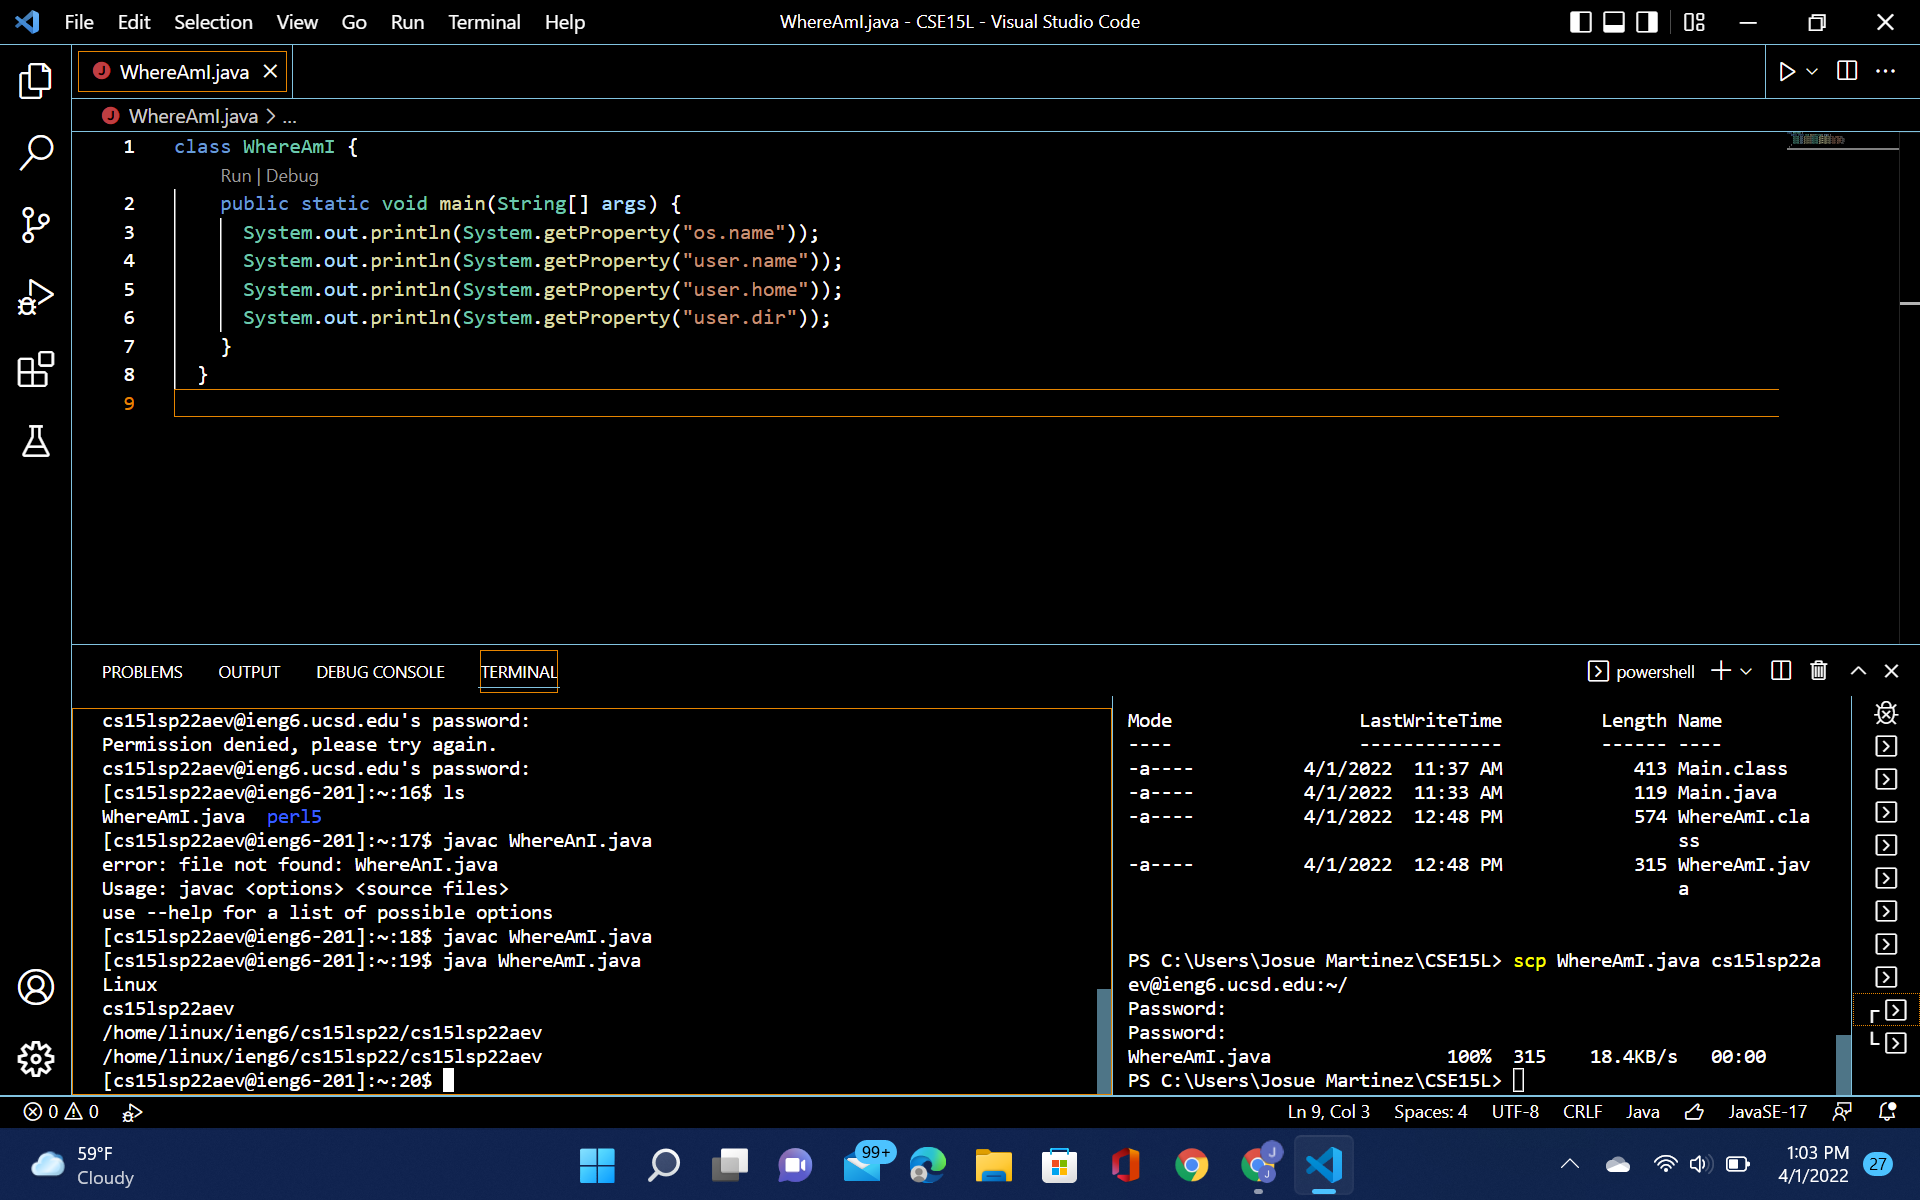 File Edit Selection View Go Run Terminal Help WhereAmI.java - CSE15L - Visual Studio Code
WhereAmI.java
WhereAmI.java > ...
1 class WhereAmI {
Run | Debug
2 public static void main(String[] args) {
3 System.out.println(System.getProperty("os.name"));
4 System.out.println(System.getProperty("user.name"));
5 System.out.println(System.getProperty("user.home"));
6 System.out.println(System.getProperty("user.dir"));
7 }
8 }
9
PROBLEMS OUTPUT DEBUG CONSOLE TERMINAL powershell
cs15lsp22aev@ieng6.ucsd.edu's password:
Permission denied, please try again.
cs15lsp22aev@ieng6.ucsd.edu's password:
[cs15lsp22aev@ieng6-201]:~:16$ ls
WhereAmI.java perl5
[cs15lsp22aev@ieng6-201]:~:17$ javac WhereAnI.java
error: file not found: WhereAnI.java
Usage: javac <options> <source files>
use --help for a list of possible options
[cs15lsp22aev@ieng6-201]:~:18$ javac WhereAmI.java
[cs15lsp22aev@ieng6-201]:~:19$ java WhereAmI.java
Linux
cs15lsp22aev
/home/linux/ieng6/cs15lsp22/cs15lsp22aev
/home/linux/ieng6/cs15lsp22/cs15lsp22aev
[cs15lsp22aev@ieng6-201]:~:20$
Mode LastWriteTime Length Name
---- ------------- ------ ----
-a---- 4/1/2022 11:37 AM 413 Main.class
-a---- 4/1/2022 11:33 AM 119 Main.java
-a---- 4/1/2022 12:48 PM 574 WhereAmI.cla
ss
-a---- 4/1/2022 12:48 PM 315 WhereAmI.jav
a
PS C:\Users\Josue Martinez\CSE15L> scp WhereAmI.java cs15lsp22a
ev@ieng6.ucsd.edu:~/
Password:
Password:
WhereAmI.java 100% 315 18.4KB/s 00:00
PS C:\Users\Josue Martinez\CSE15L>
0 0 Ln 9, Col 3 Spaces: 4 UTF-8 CRLF Java JavaSE-17
59°F
Cloudy
99+
J
J
1:03 PM
4/1/2022
27